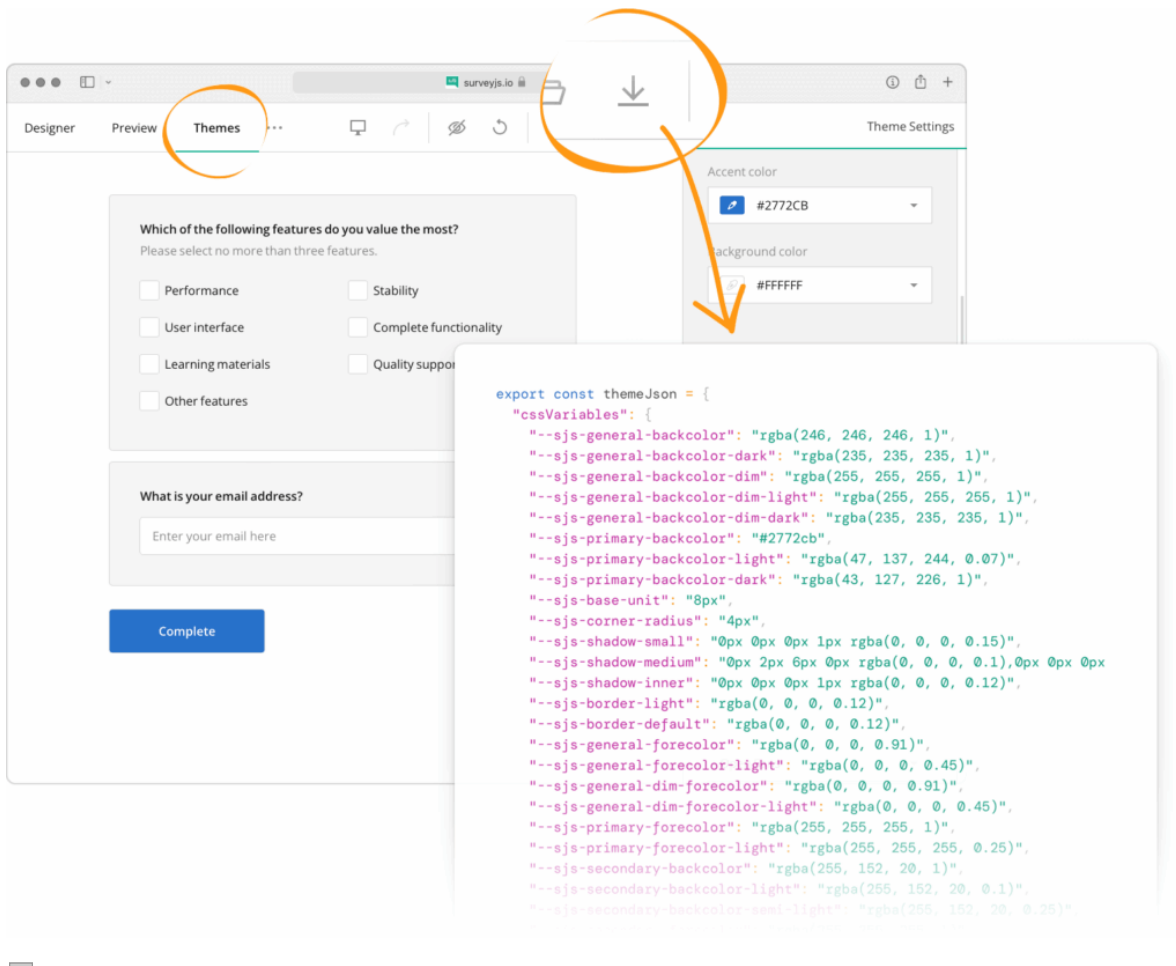 surveyjs.io
Designer Preview Themes ... Theme Settings
Accent color
#2772CB
Background color
#FFFFFF
Which of the following features do you value the most?
Please select no more than three features.
Performance Stability
User interface Complete functionality
Learning materials Quality suppor
Other features
What is your email address?
Enter your email here
Complete
export const themeJson = {
"cssVariables": {
"--sjs-general-backcolor": "rgba(246, 246, 246, 1)",
"--sjs-general-backcolor-dark": "rgba(235, 235, 235, 1)",
"--sjs-general-backcolor-dim": "rgba(255, 255, 255, 1)",
"--sjs-general-backcolor-dim-light": "rgba(255, 255, 255, 1)",
"--sjs-general-backcolor-dim-dark": "rgba(235, 235, 235, 1)",
"--sjs-primary-backcolor": "#2772cb",
"--sjs-primary-backcolor-light": "rgba(47, 137, 244, 0.07)",
"--sjs-primary-backcolor-dark": "rgba(43, 127, 226, 1)",
"--sjs-base-unit": "8px",
"--sjs-corner-radius": "4px",
"--sjs-shadow-small": "0px 0px 0px 1px rgba(0, 0, 0, 0.15)",
"--sjs-shadow-medium": "0px 2px 6px 0px rgba(0, 0, 0, 0.1),0px 0px 0px
"--sjs-shadow-inner": "0px 0px 0px 1px rgba(0, 0, 0, 0.12)",
"--sjs-border-light": "rgba(0, 0, 0, 0.12)",
"--sjs-border-default": "rgba(0, 0, 0, 0.12)",
"--sjs-general-forecolor": "rgba(0, 0, 0, 0.91)",
"--sjs-general-forecolor-light": "rgba(0, 0, 0, 0.45)",
"--sjs-general-dim-forecolor": "rgba(0, 0, 0, 0.91)",
"--sjs-general-dim-forecolor-light": "rgba(0, 0, 0, 0.45)",
"--sjs-primary-forecolor": "rgba(255, 255, 255, 1)",
"--sjs-primary-forecolor-light": "rgba(255, 255, 255, 0.25)",
"--sjs-secondary-backcolor": "rgba(255, 152, 20, 1)",
"--sjs-secondary-backcolor-light": "rgba(255, 152, 20, 0.1)",
"--sjs-secondary-backcolor-semi-light": "rgba(255, 152, 20, 0.25)",